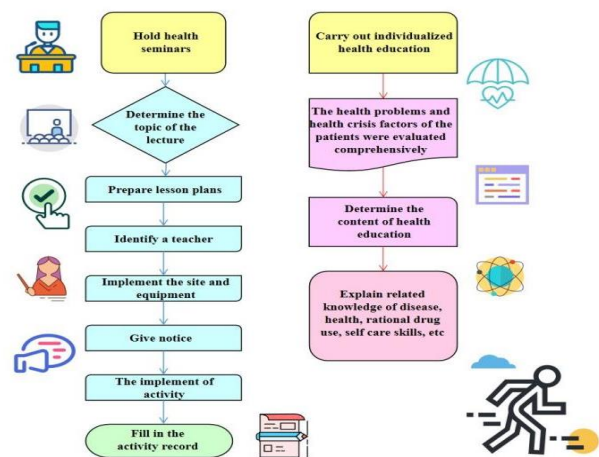 Hold health
seminars
Determine the
topic of the
lecture
Prepare lesson plans
Identify a teacher
Implement the site and
equipment
Give notice
The implement of
activity
Fill in the
activity record
Carry out individualized
health education
The health problems and
health crisis factors of the
patients were evaluated
comprehensively
Determine the
content of health
education
Explain related
knowledge of disease,
health, rational drug
use, self care skills, etc